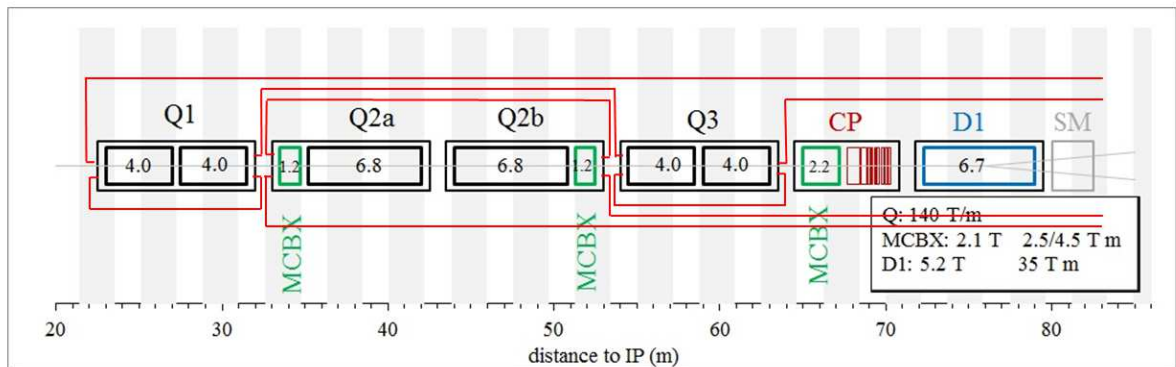 Q1 Q2a Q2b Q3 CP D1 SM
4.0 4.0 1.2 6.8 6.8 1.2 4.0 4.0 2.2 6.7
MCBX MCBX MCBX
Q: 140 T/m
MCBX: 2.1 T 2.5/4.5 T m
D1: 5.2 T 35 T m
20 30 40 50 60 70 80
distance to IP (m)